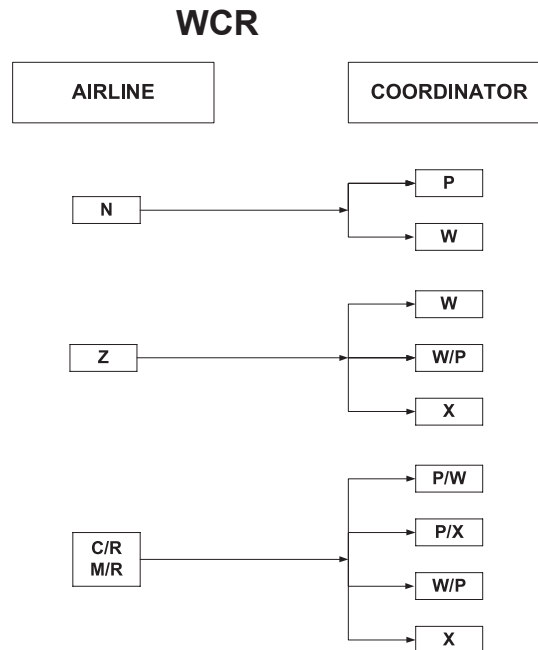 WCR
AIRLINE
COORDINATOR
N
P
W
Z
W
W/P
X
C/R
M/R
P/W
P/X
W/P
X